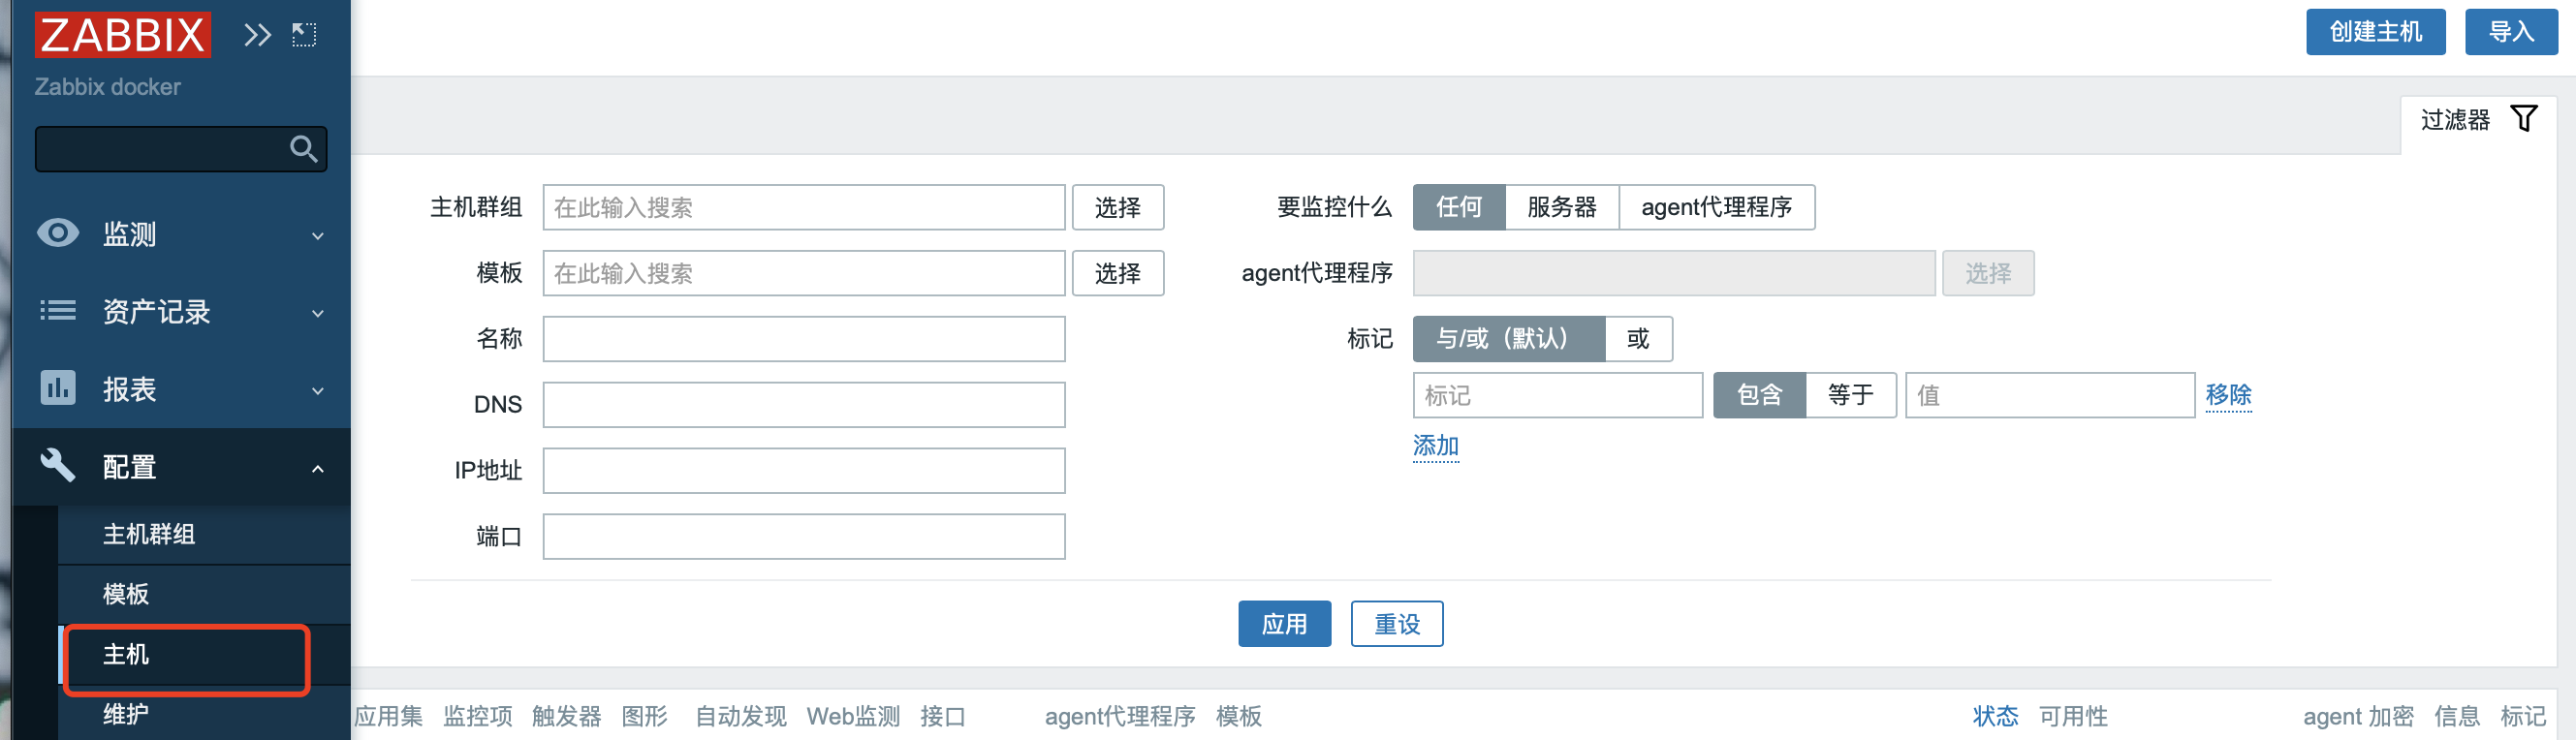 ZABBIX
Zabbix docker
监测
资产记录
报表
配置
主机群组
模板
主机
维护
创建主机 导入
过滤器
主机群组 在此输入搜索 选择 要监控什么 任何 服务器 agent代理程序
模板 在此输入搜索 选择 agent代理程序 选择
名称 标记 与/或（默认） 或
DNS 标记 包含 等于 值 移除
添加
IP地址
端口
应用 重设
应用集 监控项 触发器 图形 自动发现 Web监测 接口 agent代理程序 模板 状态 可用性 agent 加密 信息 标记